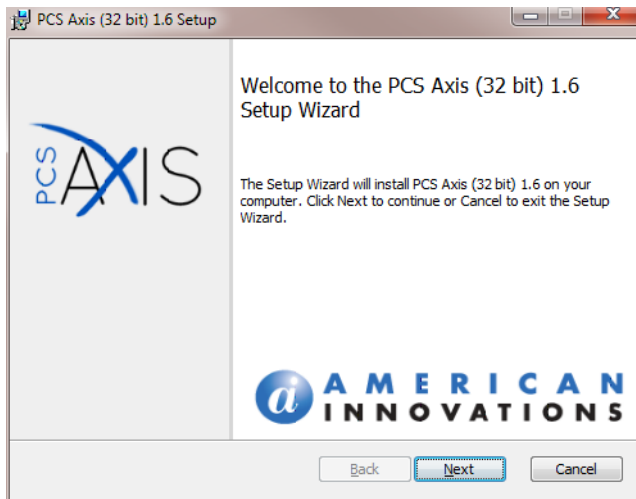 PCS Axis (32 bit) 1.6 Setup
Welcome to the PCS Axis (32 bit) 1.6
Setup Wizard
PCS AXIS
The Setup Wizard will install PCS Axis (32 bit) 1.6 on your
computer. Click Next to continue or Cancel to exit the Setup
Wizard.
a AMERICAN
INNOVATIONS
Back Next Cancel